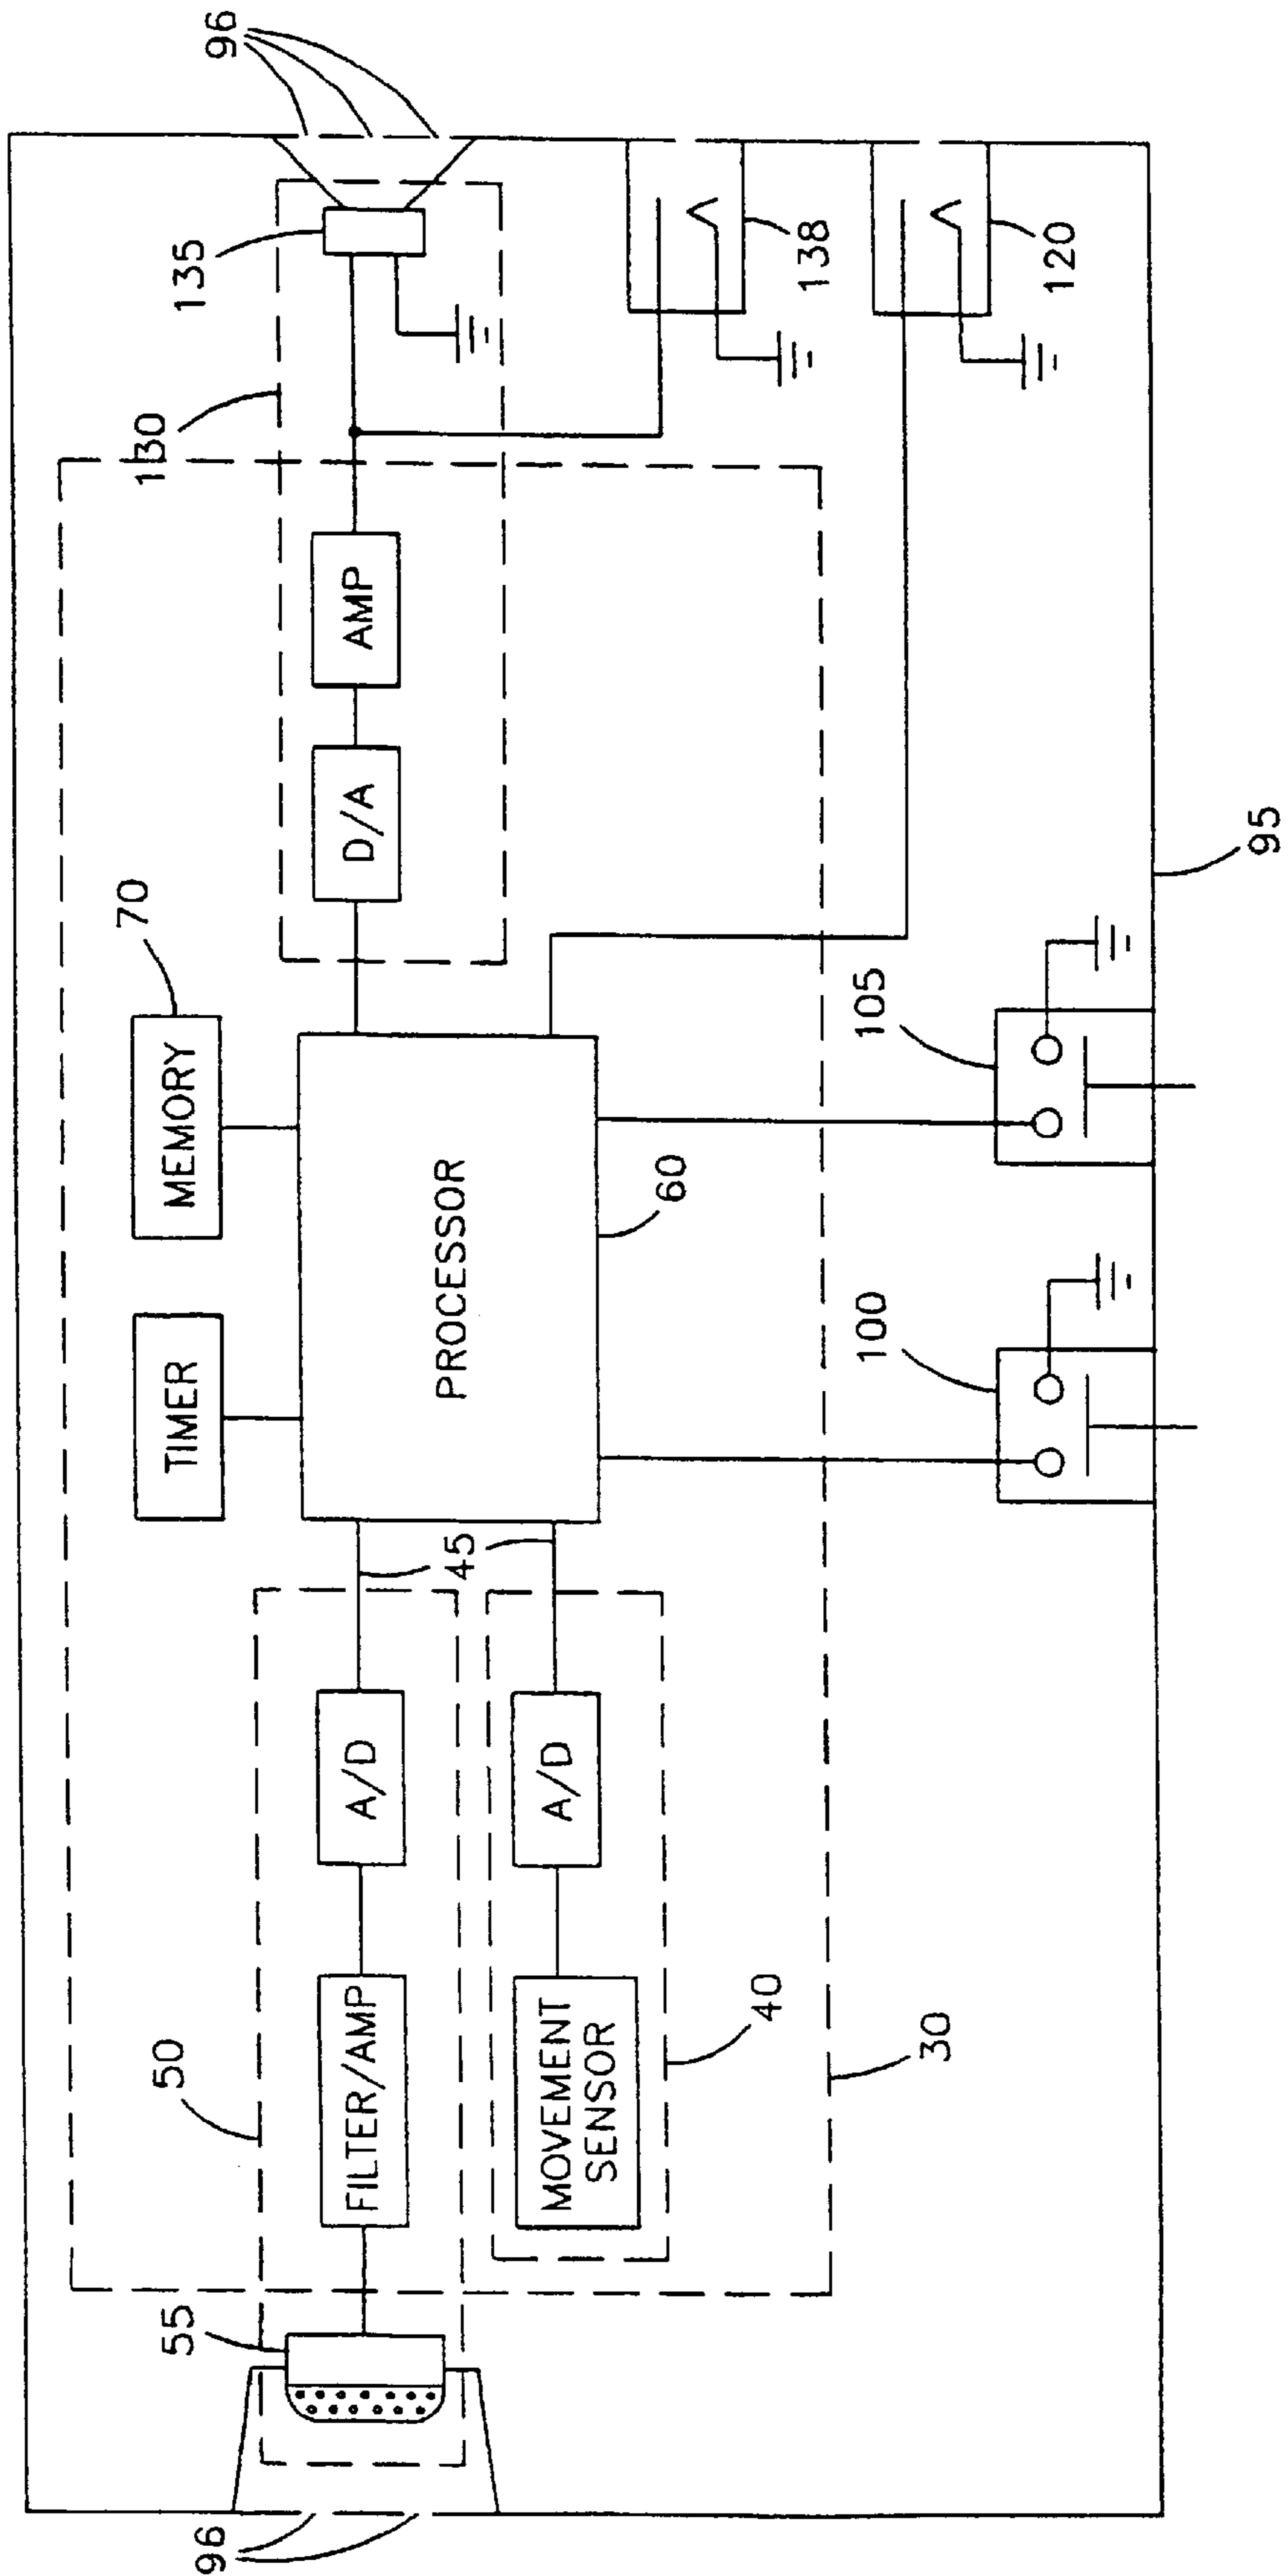 96
135
130
AMP
D/A
138
120
70
MEMORY
TIMER
PROCESSOR
60
105
100
95
45
50
A/D
FILTER/AMP
A/D
MOVEMENT
SENSOR
40
30
55
96